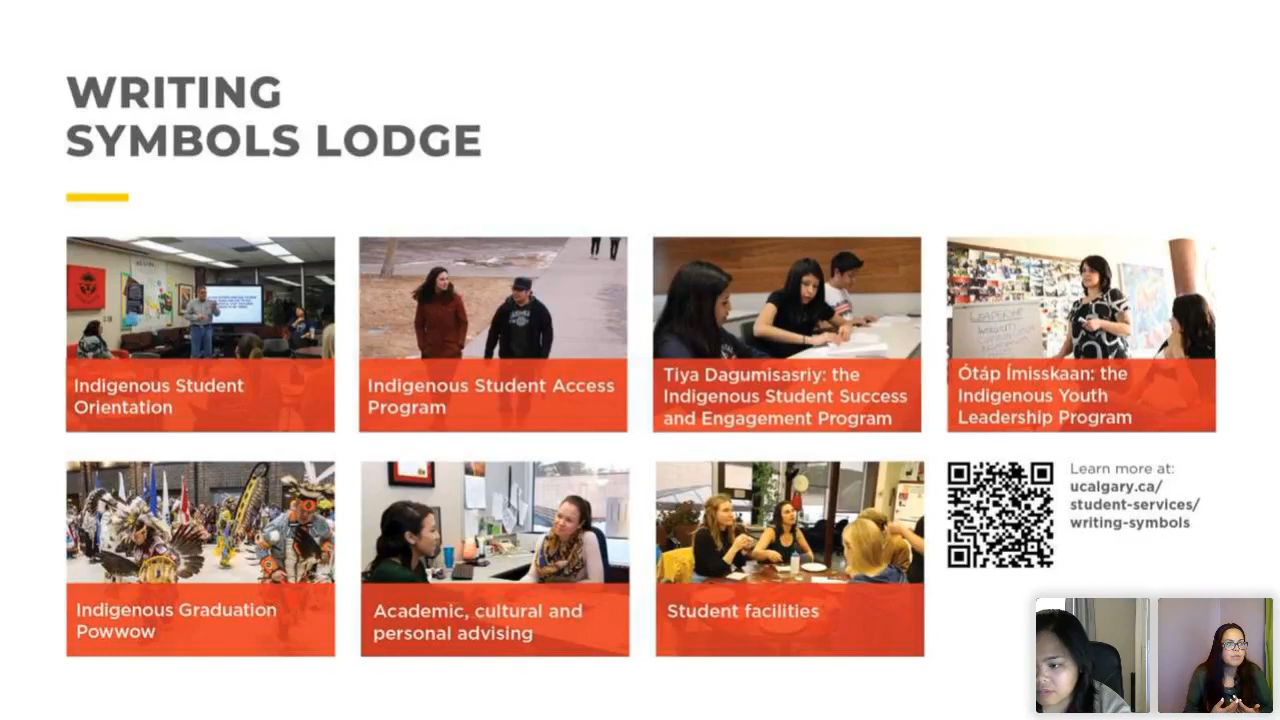 WRITING
SYMBOLS LODGE
Indigenous Student
Orientation
Indigenous Student Access
Program
Tiya Dagumisasriy: the
Indigenous Student Success
and Engagement Program
Ótáp Ímisskaan: the
Indigenous Youth
Leadership Program
LEADERSHIP
Indigenous Graduation
Powwow
Academic, cultural and
personal advising
Student facilities
Learn more at:
ucalgary.ca/
student-services/
writing-symbols